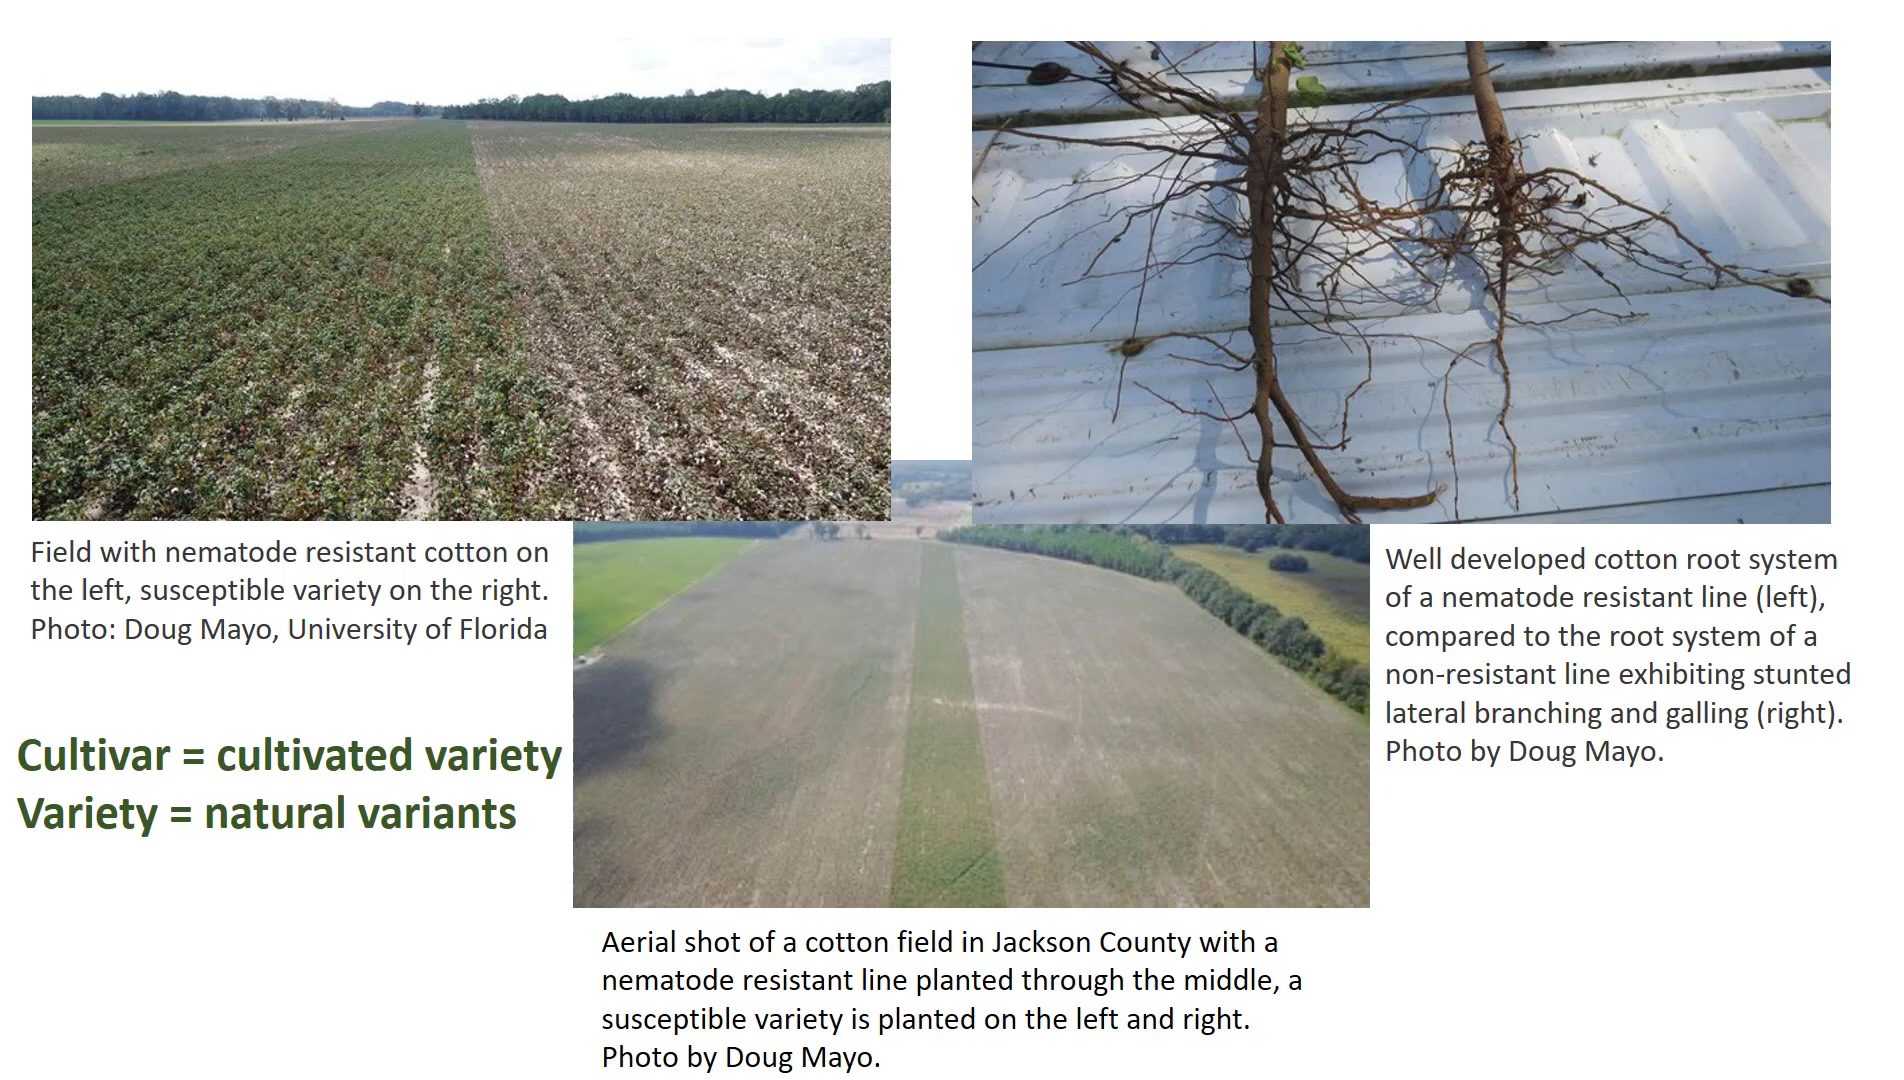 Field with nematode resistant cotton on
the left, susceptible variety on the right.
Photo: Doug Mayo, University of Florida
Well developed cotton root system
of a nematode resistant line (left),
compared to the root system of a
non-resistant line exhibiting stunted
lateral branching and galling (right).
Photo by Doug Mayo.
Cultivar = cultivated variety
Variety = natural variants
Aerial shot of a cotton field in Jackson County with a
nematode resistant line planted through the middle, a
susceptible variety is planted on the left and right.
Photo by Doug Mayo.